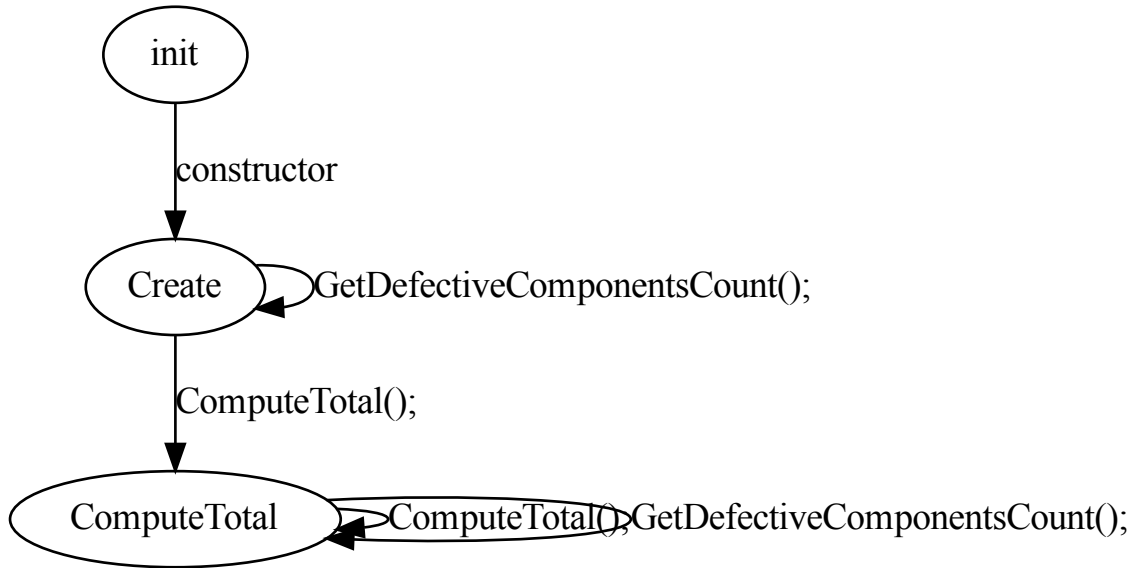 init
constructor
Create
GetDefectiveComponentsCount();
ComputeTotal();
ComputeTotal
ComputeTotal();
GetDefectiveComponentsCount();